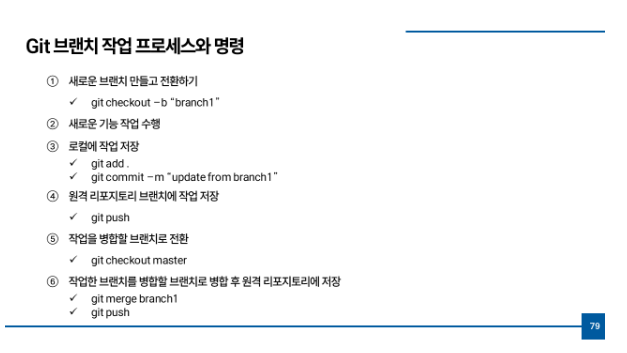 Git 브랜치 작업 프로세스와 명령
① 새로운 브랜치 만들고 전환하기
✓ git checkout –b “branch1”
② 새로운 기능 작업 수행
③ 로컬에 작업 저장
✓ git add .
✓ git commit –m “update from branch1”
④ 원격 리포지토리 브랜치에 작업 저장
✓ git push
⑤ 작업을 병합할 브랜치로 전환
✓ git checkout master
⑥ 작업한 브랜치를 병합할 브랜치로 병합 후 원격 리포지토리에 저장
✓ git merge branch1
✓ git push
79